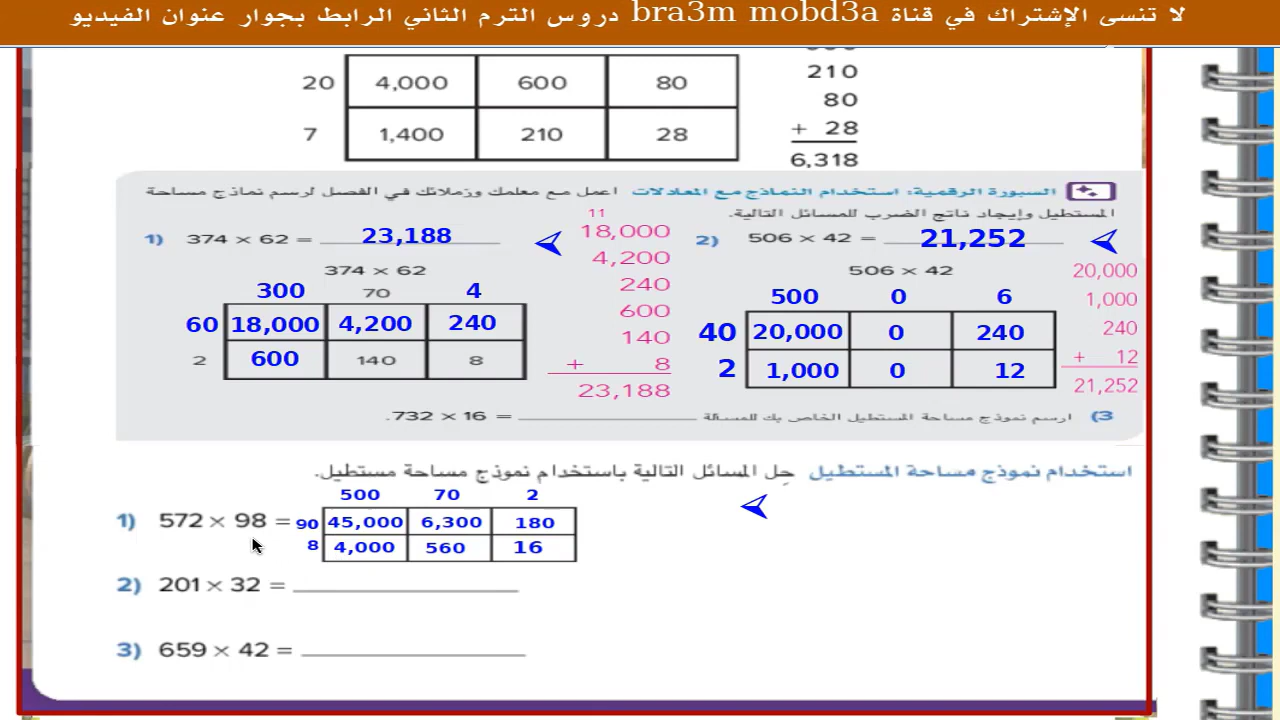 لا تنسى الإشتراك في قناة bra3m mobd3a دروس الترم الثاني الرابط بجوار عنوان الفيديو
20 4,000 600 80
7 1,400 210 28
210
80
+ 28
6,318
السبورة الرقمية: استخدام النماذج مع المعادلات اعمل مع معلمك وزملائك في الفصل لرسم نماذج مساحة
المستطيل وإيجاد ناتج الضرب للمسائل التالية.
1) 374 × 62 = 23,188
374 × 62
300 70 4
60 18,000 4,200 240
2 600 140 8
11
18,000
4,200
240
600
140
+ 8
23,188
2) 506 × 42 = 21,252
506 × 42
500 0 6
40 20,000 0 240
2 1,000 0 12
20,000
1,000
240
+ 12
21,252
3) ارسم نموذج مساحة المستطيل الخاص بك للمسألة ________ = 732 × 16.
استخدام نموذج مساحة المستطيل حِل المسائل التالية باستخدام نموذج مساحة مستطيل.
1) 572 × 98 =
500 70 2
90 45,000 6,300 180
8 4,000 560 16
2) 201 × 32 = ________
3) 659 × 42 = ________